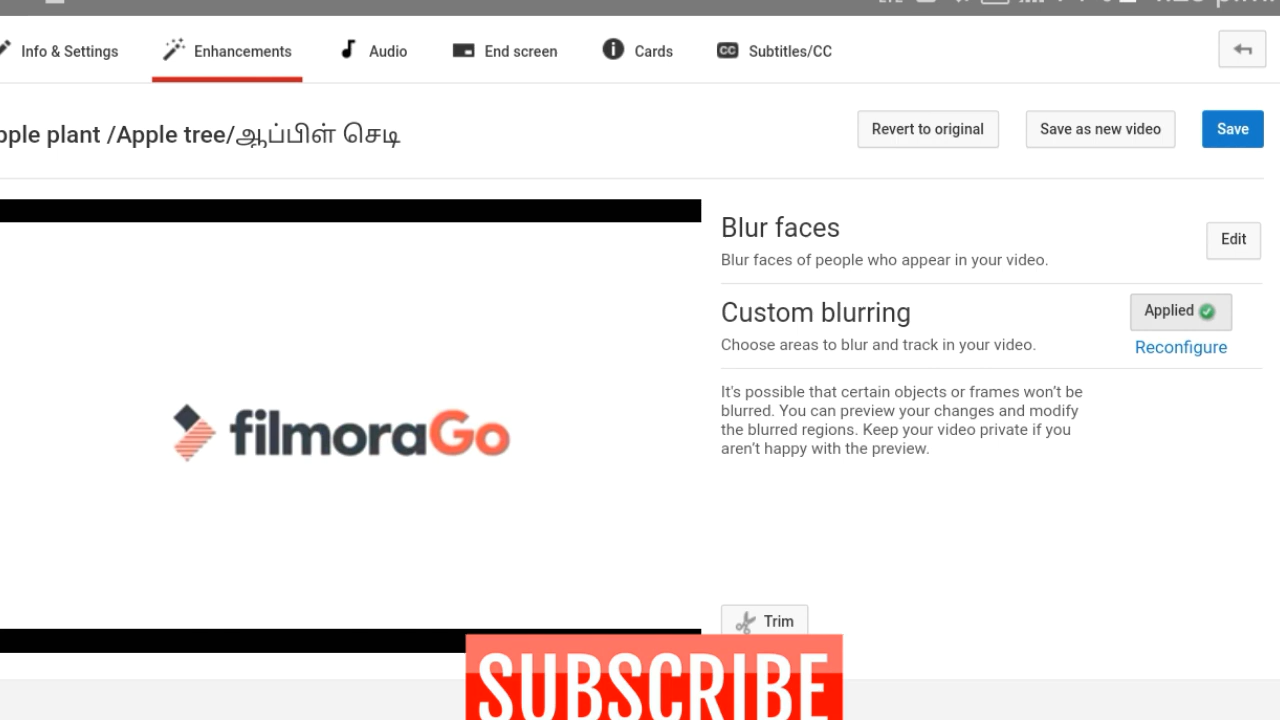 Info & Settings
Enhancements
Audio
End screen
Cards
CC
Subtitles/CC
plant /Apple tree/ஆப்பிள் செடி
Revert to original
Save as new video
Save
Blur faces
Blur faces of people who appear in your video.
Edit
Custom blurring
Choose areas to blur and track in your video.
Applied
Reconfigure
It's possible that certain objects or frames won't be
blurred. You can preview your changes and modify
the blurred regions. Keep your video private if you
aren't happy with the preview.
filmoraGo
Trim
SUBSCRIBE